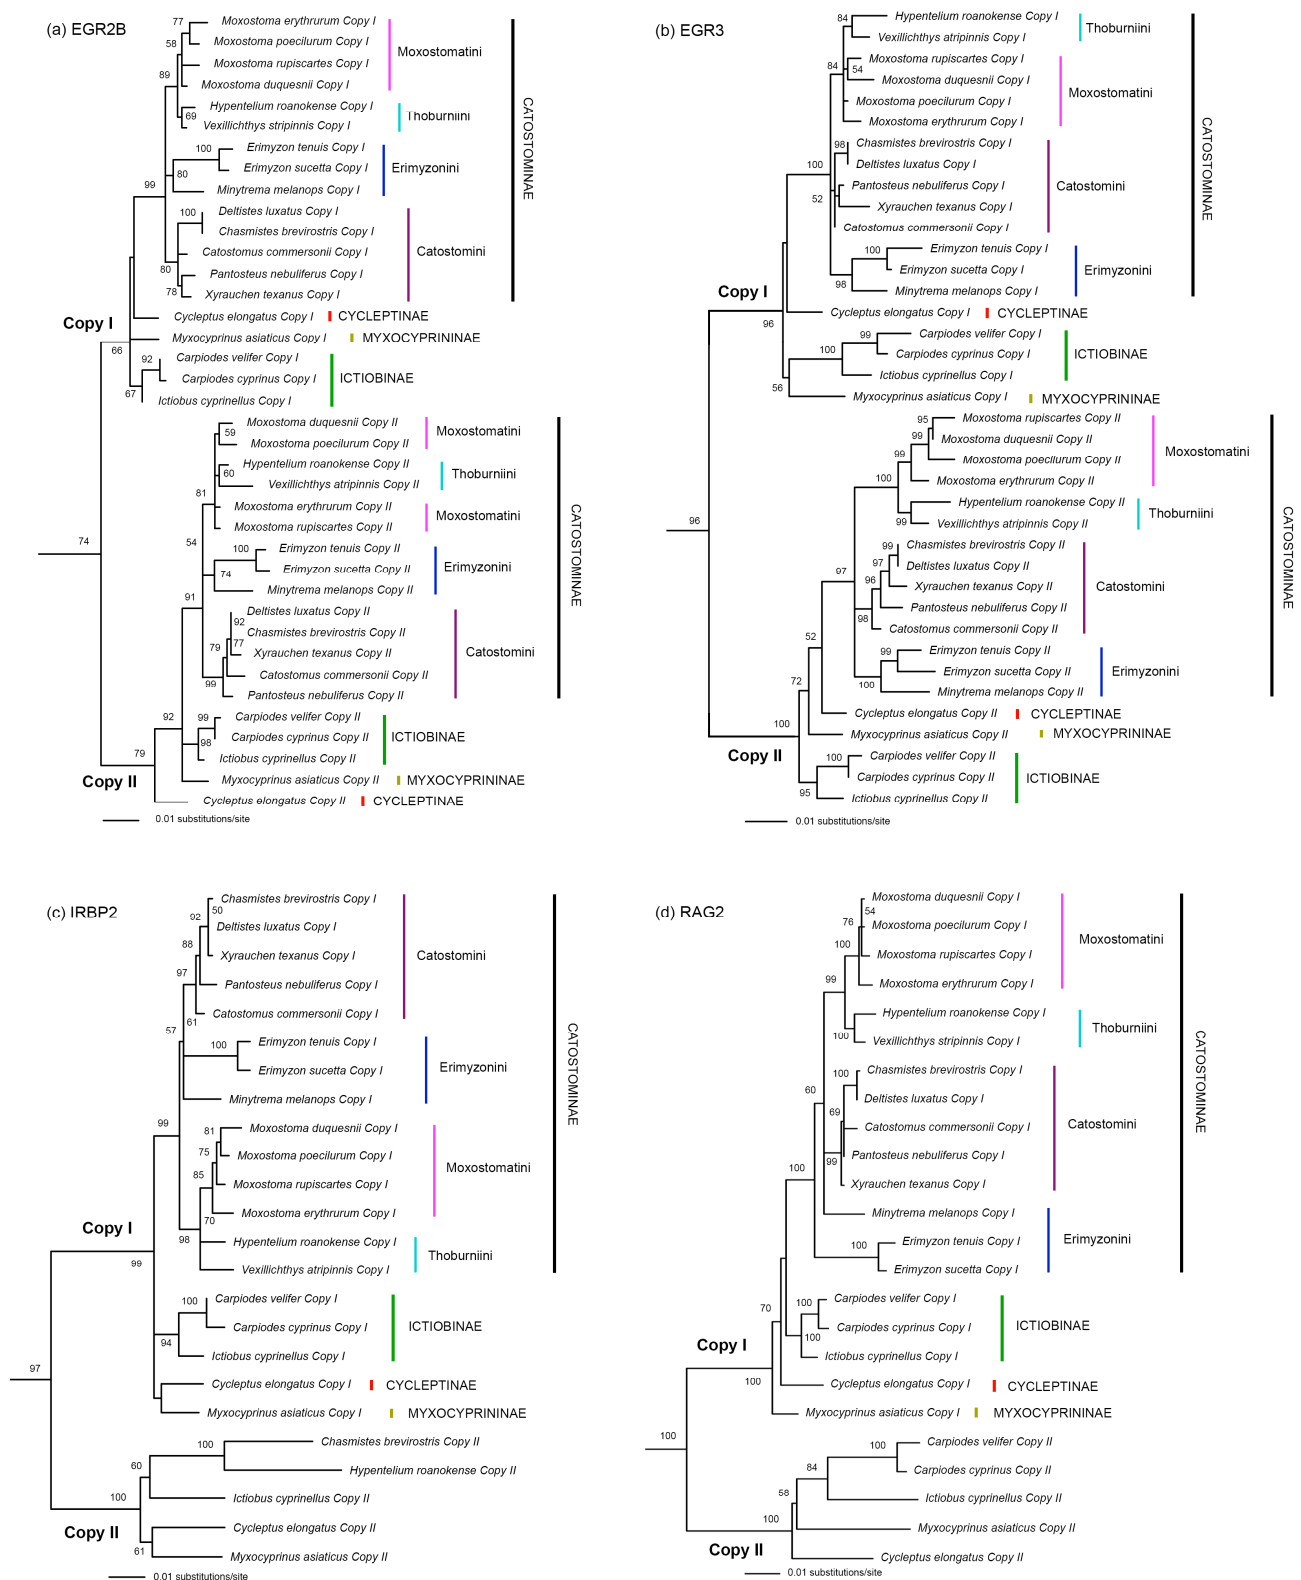 (a) EGR2B
77
Moxostoma erythrurum Copy I
58
Moxostoma poecilurum Copy I
Moxostomatini
Moxostoma rupiscartes Copy I
89
Moxostoma duquesnii Copy I
Hypentelium roanokense Copy I
69
Thoburniini
Vexillichthys stripinnis Copy I
CATOSTOMINAE
100
Erimyzon tenuis Copy I
Erimyzon sucetta Copy I
Erimyzonini
80
99
Minytrema melanops Copy I
100
Deltistes luxatus Copy I
Chasmistes brevirostris Copy I
Catostomus commersonii Copy I
Catostomini
80
Pantosteus nebuliferus Copy I
78
Xyrauchen texanus Copy I
Copy I
Cycleptus elongatus Copy I
CYCLEPTINAE
66
Myxocyprinus asiaticus Copy I
MYXOCYPRININAE
92
Carpiodes velifer Copy I
Carpiodes cyprinus Copy I
ICTIOBINAE
67
Ictiobus cyprinellus Copy I
Moxostoma duquesnii Copy II
59
Moxostomatini
Moxostoma poecilurum Copy II
Hypentelium roanokense Copy II
60
Thoburniini
Vexillichthys atripinnis Copy II
81
Moxostoma erythrurum Copy II
Moxostomatini
Moxostoma rupiscartes Copy II
CATOSTOMINAE
74
54
100
Erimyzon tenuis Copy II
Erimyzon sucetta Copy II
Erimyzonini
74
Minytrema melanops Copy II
91
Deltistes luxatus Copy II
92
Chasmistes brevirostris Copy II
77
79
Xyrauchen texanus Copy II
Catostomini
Catostomus commersonii Copy II
99
Pantosteus nebuliferus Copy II
92
99
Carpiodes velifer Copy II
Carpiodes cyprinus Copy II
ICTIOBINAE
98
Ictiobus cyprinellus Copy II
79
Copy II
Myxocyprinus asiaticus Copy II
MYXOCYPRININAE
Cycleptus elongatus Copy II
CYCLEPTINAE
0.01 substitutions/site
(b) EGR3
84
Hypentelium roanokense Copy I
Thoburniini
Vexillichthys atripinnis Copy I
84
Moxostoma rupiscartes Copy I
54
Moxostoma duquesnii Copy I
Moxostomatini
Moxostoma poecilurum Copy I
Moxostoma erythrurum Copy I
98
Chasmistes brevirostris Copy I
100
Deltistes luxatus Copy I
Pantosteus nebuliferus Copy I
Catostomini
52
Xyrauchen texanus Copy I
Catostomus commersonii Copy I
CATOSTOMINAE
100
Erimyzon tenuis Copy I
Erimyzon sucetta Copy I
Erimyzonini
98
Minytrema melanops Copy I
Copy I
Cycleptus elongatus Copy I
CYCLEPTINAE
96
99
Carpiodes velifer Copy I
100
Carpiodes cyprinus Copy I
ICTIOBINAE
Ictiobus cyprinellus Copy I
56
Myxocyprinus asiaticus Copy I
MYXOCYPRININAE
95
Moxostoma rupiscartes Copy II
99
Moxostoma duquesnii Copy II
99
Moxostoma poecilurum Copy II
Moxostomatini
100
Moxostoma erythrurum Copy II
Hypentelium roanokense Copy II
Thoburniini
99
Vexillichthys atripinnis Copy II
96
CATOSTOMINAE
99
Chasmistes brevirostris Copy II
97
Deltistes luxatus Copy II
96
Xyrauchen texanus Copy II
Catostomini
97
Pantosteus nebuliferus Copy II
98
Catostomus commersonii Copy II
52
99
Erimyzon tenuis Copy II
Erimyzon sucetta Copy II
Erimyzonini
100
Minytrema melanops Copy II
72
Cycleptus elongatus Copy II
CYCLEPTINAE
100
Myxocyprinus asiaticus Copy II
MYXOCYPRININAE
Copy II
100
Carpiodes velifer Copy II
Carpiodes cyprinus Copy II
ICTIOBINAE
95
Ictiobus cyprinellus Copy II
0.01 substitutions/site
(c) IRBP2
Chasmistes brevirostris Copy I
50
92
Deltistes luxatus Copy I
88
Xyrauchen texanus Copy I
Catostomini
97
Pantosteus nebuliferus Copy I
61
Catostomus commersonii Copy I
57
100
Erimyzon tenuis Copy I
Erimyzon sucetta Copy I
Erimyzonini
Minytrema melanops Copy I
CATOSTOMINAE
99
81
Moxostoma duquesnii Copy I
75
Moxostoma poecilurum Copy I
Moxostomatini
85
Moxostoma rupiscartes Copy I
70
Moxostoma erythrurum Copy I
98
Hypentelium roanokense Copy I
Thoburniini
Vexillichthys atripinnis Copy I
Copy I
99
100
Carpiodes velifer Copy I
Carpiodes cyprinus Copy I
ICTIOBINAE
94
Ictiobus cyprinellus Copy I
97
Cycleptus elongatus Copy I
CYCLEPTINAE
Myxocyprinus asiaticus Copy I
MYXOCYPRININAE
100
Chasmistes brevirostris Copy II
60
Hypentelium roanokense Copy II
100
Ictiobus cyprinellus Copy II
Copy II
Cycleptus elongatus Copy II
61
Myxocyprinus asiaticus Copy II
0.01 substitutions/site
(d) RAG2
Moxostoma duquesnii Copy I
54
76
Moxostoma poecilurum Copy I
Moxostomatini
100
Moxostoma rupiscartes Copy I
99
Moxostoma erythrurum Copy I
Hypentelium roanokense Copy I
Thoburniini
100
Vexillichthys stripinnis Copy I
100
Chasmistes brevirostris Copy I
60
Deltistes luxatus Copy I
69
Catostomus commersonii Copy I
Catostomini
99
Pantosteus nebuliferus Copy I
Xyrauchen texanus Copy I
CATOSTOMINAE
100
Minytrema melanops Copy I
100
Erimyzon tenuis Copy I
Erimyzonini
Erimyzon sucetta Copy I
70
100
Carpiodes velifer Copy I
Carpiodes cyprinus Copy I
ICTIOBINAE
100
Ictiobus cyprinellus Copy I
Copy I
100
Cycleptus elongatus Copy I
CYCLEPTINAE
Myxocyprinus asiaticus Copy I
MYXOCYPRININAE
100
100
Carpiodes velifer Copy II
84
Carpiodes cyprinus Copy II
58
Ictiobus cyprinellus Copy II
100
Myxocyprinus asiaticus Copy II
Copy II
Cycleptus elongatus Copy II
0.01 substitutions/site